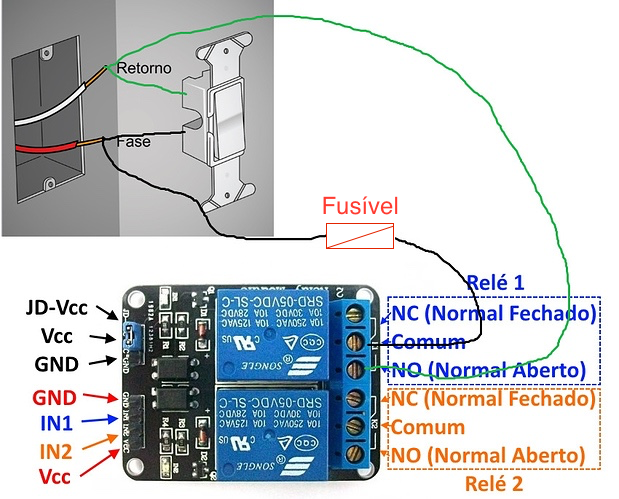 Retorno
Fase
Fusível
Relé 1
JD-Vcc
Vcc
GND
NC (Normal Fechado)
Comum
NO (Normal Aberto)
GND
IN1
IN2
Vcc
NC (Normal Fechado)
Comum
NO (Normal Aberto)
Relé 2
SRD-05VDC-SL-C
10A 250VAC 10A 125VAC
10A 30VDC 10A 28VDC
SONGLE
SRD-05VDC-SL-C
10A 250VAC 10A 125VAC
10A 30VDC 10A 28VDC
SONGLE